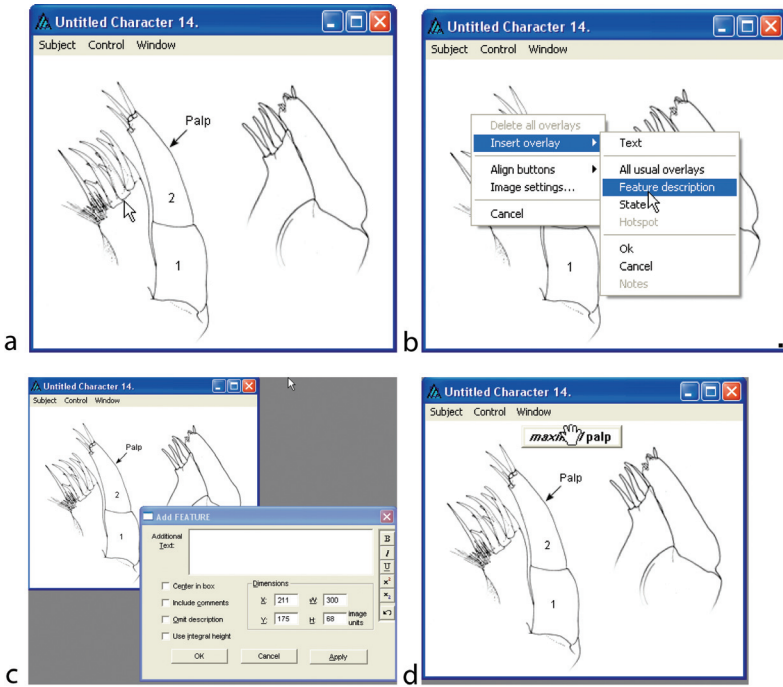 Untitled Character 14.
Subject Control Window
Palp
2
1
a
Untitled Character 14.
Subject Control Window
Delete all overlays
Insert overlay
Align buttons
Image settings...
Cancel
Text
All usual overlays
Feature description
State
Hotspot
Ok
Cancel
Notes
1
b
Untitled Character 14.
Subject Control Window
Palp
2
1
Add FEATURE
Additional
Text:
B
I
U
x²
x₂
Center in box
Include comments
Omit description
Use integral height
Dimensions
X: 211 W: 300
Y: 175 H: 68 image
units
OK Cancel Apply
c
Untitled Character 14.
Subject Control Window
palp
Palp
2
1
d